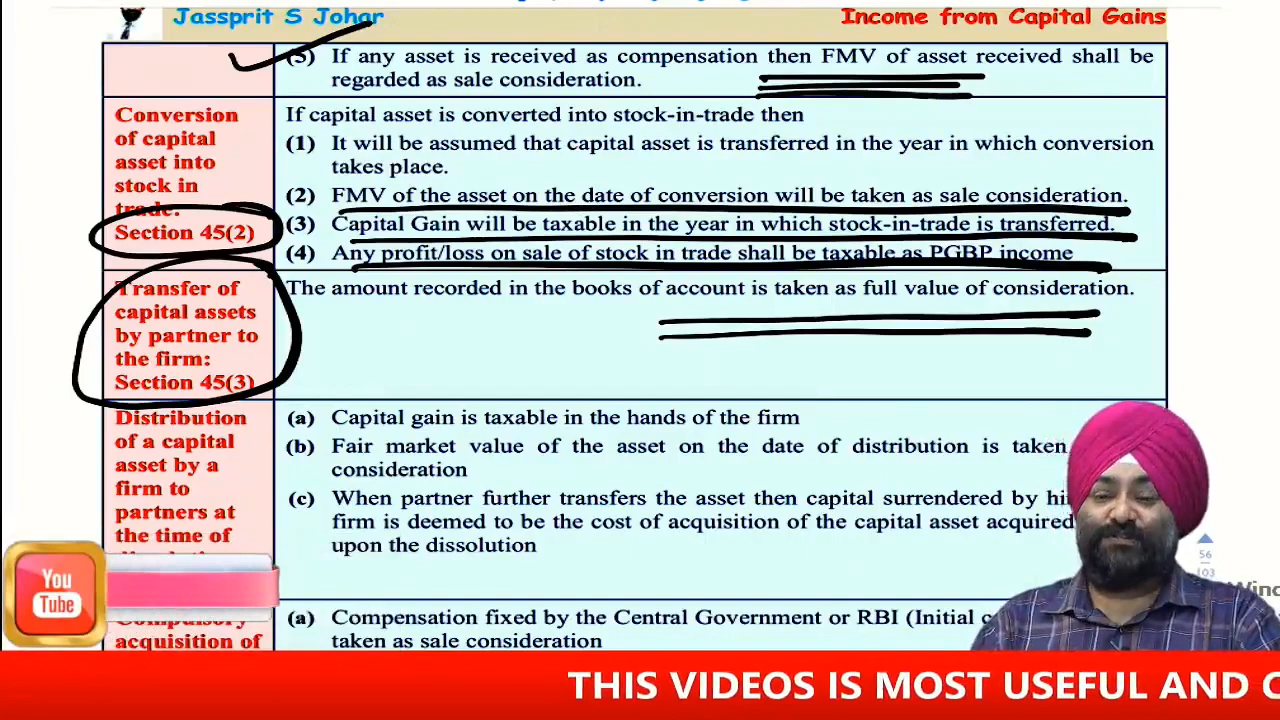 Jassprit S Johar
Income from Capital Gains
(5) If any asset is received as compensation then FMV of asset received shall be
regarded as sale consideration.
Conversion
of capital
asset into
stock in
trade:
Section 45(2)
If capital asset is converted into stock-in-trade then
(1) It will be assumed that capital asset is transferred in the year in which conversion
takes place.
(2) FMV of the asset on the date of conversion will be taken as sale consideration.
(3) Capital Gain will be taxable in the year in which stock-in-trade is transferred.
(4) Any profit/loss on sale of stock in trade shall be taxable as PGBP income
Transfer of
capital assets
by partner to
the firm:
Section 45(3)
The amount recorded in the books of account is taken as full value of consideration.
Distribution
of a capital
asset by a
firm to
partners at
the time of
(a) Capital gain is taxable in the hands of the firm
(b) Fair market value of the asset on the date of distribution is taken
consideration
(c) When partner further transfers the asset then capital surrendered by
firm is deemed to be the cost of acquisition of the capital asset acquired
upon the dissolution
acquisition of
(a) Compensation fixed by the Central Government or RBI (Initial
taken as sale consideration
56
103
You
Tube
THIS VIDEOS IS MOST USEFUL AND